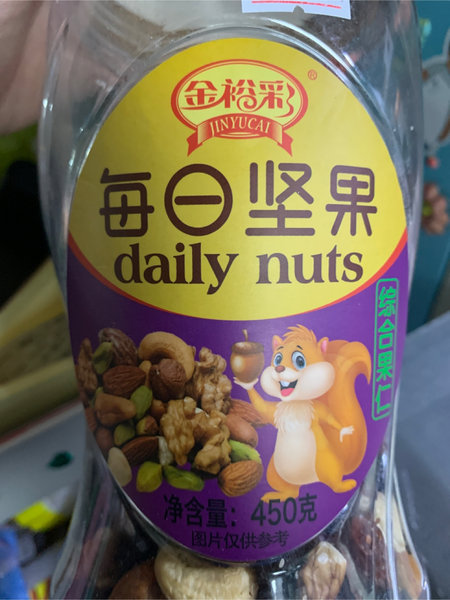 金裕彩®
JINYUCAI
每日坚果
daily nuts
综合果仁
净含量：450克
图片仅供参考